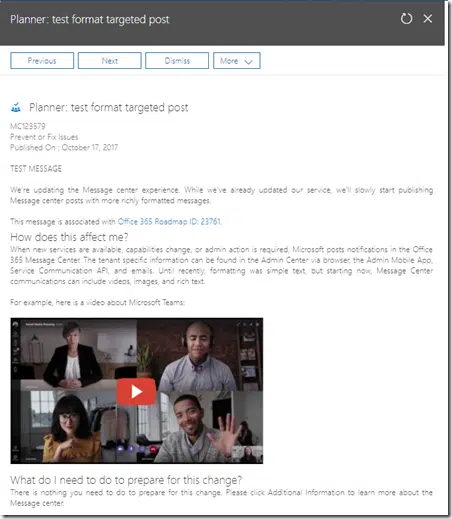 Planner: test format targeted post
Previous
Next
Dismiss
More
Planner: test format targeted post
MC123579
Prevent or Fix Issues
Published On : October 17, 2017
TEST MESSAGE
We're updating the Message center experience. While we've already updated our service, we'll slowly start publishing
Message center posts with more richly formatted messages.
This message is associated with Office 365 Roadmap ID: 23761.
How does this affect me?
When new services are available, capabilities change, or admin action is required, Microsoft posts notifications in the Office
365 Message Center. The tenant specific information can be found in the Admin Center via browser, the Admin Mobile App,
Service Communication API, and emails. Until recently, formatting was simple text, but starting now, Message Center
communications can include videos, images, and rich text.
For example, here is a video about Microsoft Teams:
What do I need to do to prepare for this change?
There is nothing you need to do to prepare for this change. Please click Additional Information to learn more about the
Message center.